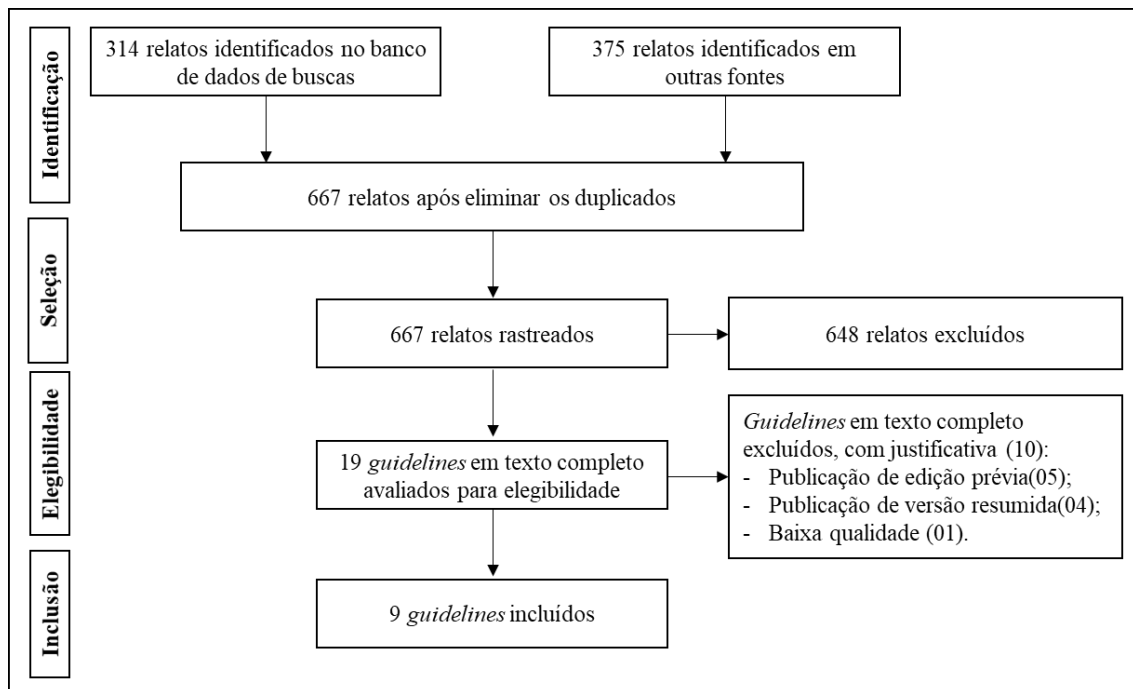 Identificação
314 relatos identificados no banco
de dados de buscas
375 relatos identificados em
outras fontes
667 relatos após eliminar os duplicados
Seleção
667 relatos rastreados
648 relatos excluídos
Elegibilidade
19 guidelines em texto completo
avaliados para elegibilidade
Guidelines em texto completo
excluídos, com justificativa (10):
- Publicação de edição prévia(05);
- Publicação de versão resumida(04);
- Baixa qualidade (01).
Inclusão
9 guidelines incluídos